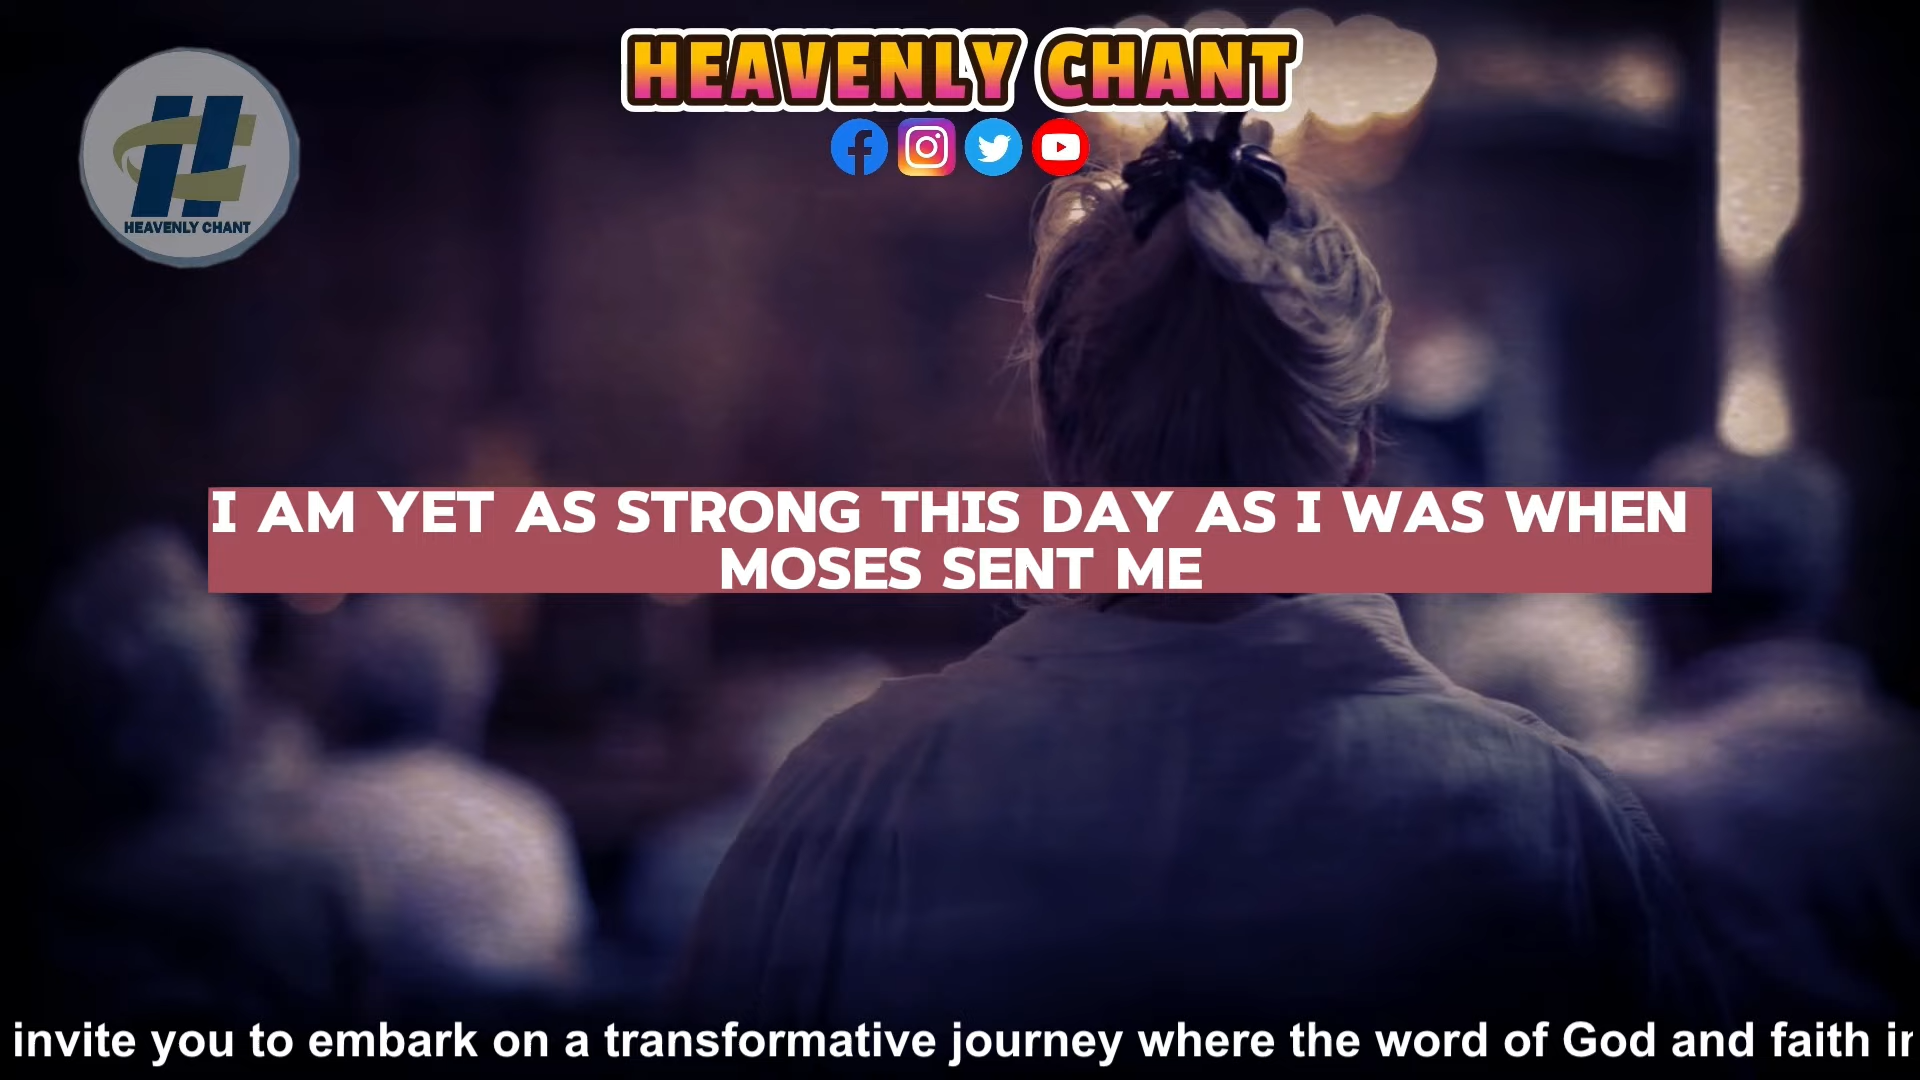 HEAVENLY CHANT
HEAVENLY CHANT
I AM YET AS STRONG THIS DAY AS I WAS WHEN
MOSES SENT ME
invite you to embark on a transformative journey where the word of God and faith